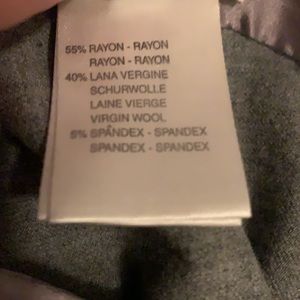 55% RAYON - RAYON
RAYON - RAYON
40% LANA VERGINE
SCHURWOLLE
LAINE VIERGE
VIRGIN WOOL
5% SPANDEX - SPANDEX
SPANDEX - SPANDEX